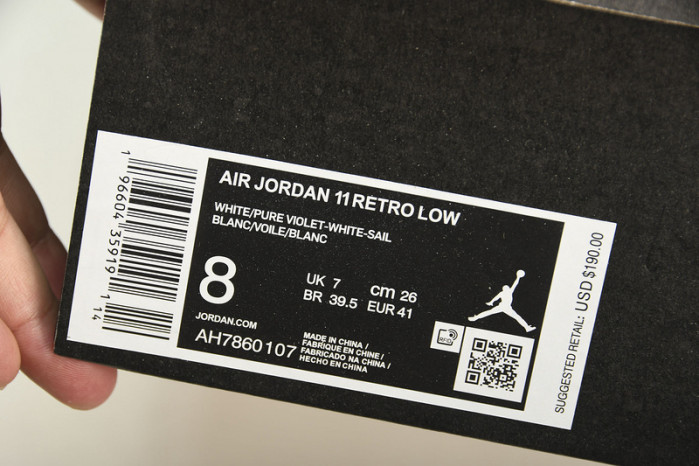 1 96604 35919 1 14
AIR JORDAN 11 RETRO LOW
WHITE/PURE VIOLET-WHITE-SAIL
BLANC/VOILE/BLANC
8
UK 7 cm 26
BR 39.5 EUR 41
JORDAN.COM
AH7860107
MADE IN CHINA /
FABRIQUE EN CHINE /
FABRICADO NA CHINA /
HECHO EN CHINA
RFID
SUGGESTED RETAIL: USD $190.00